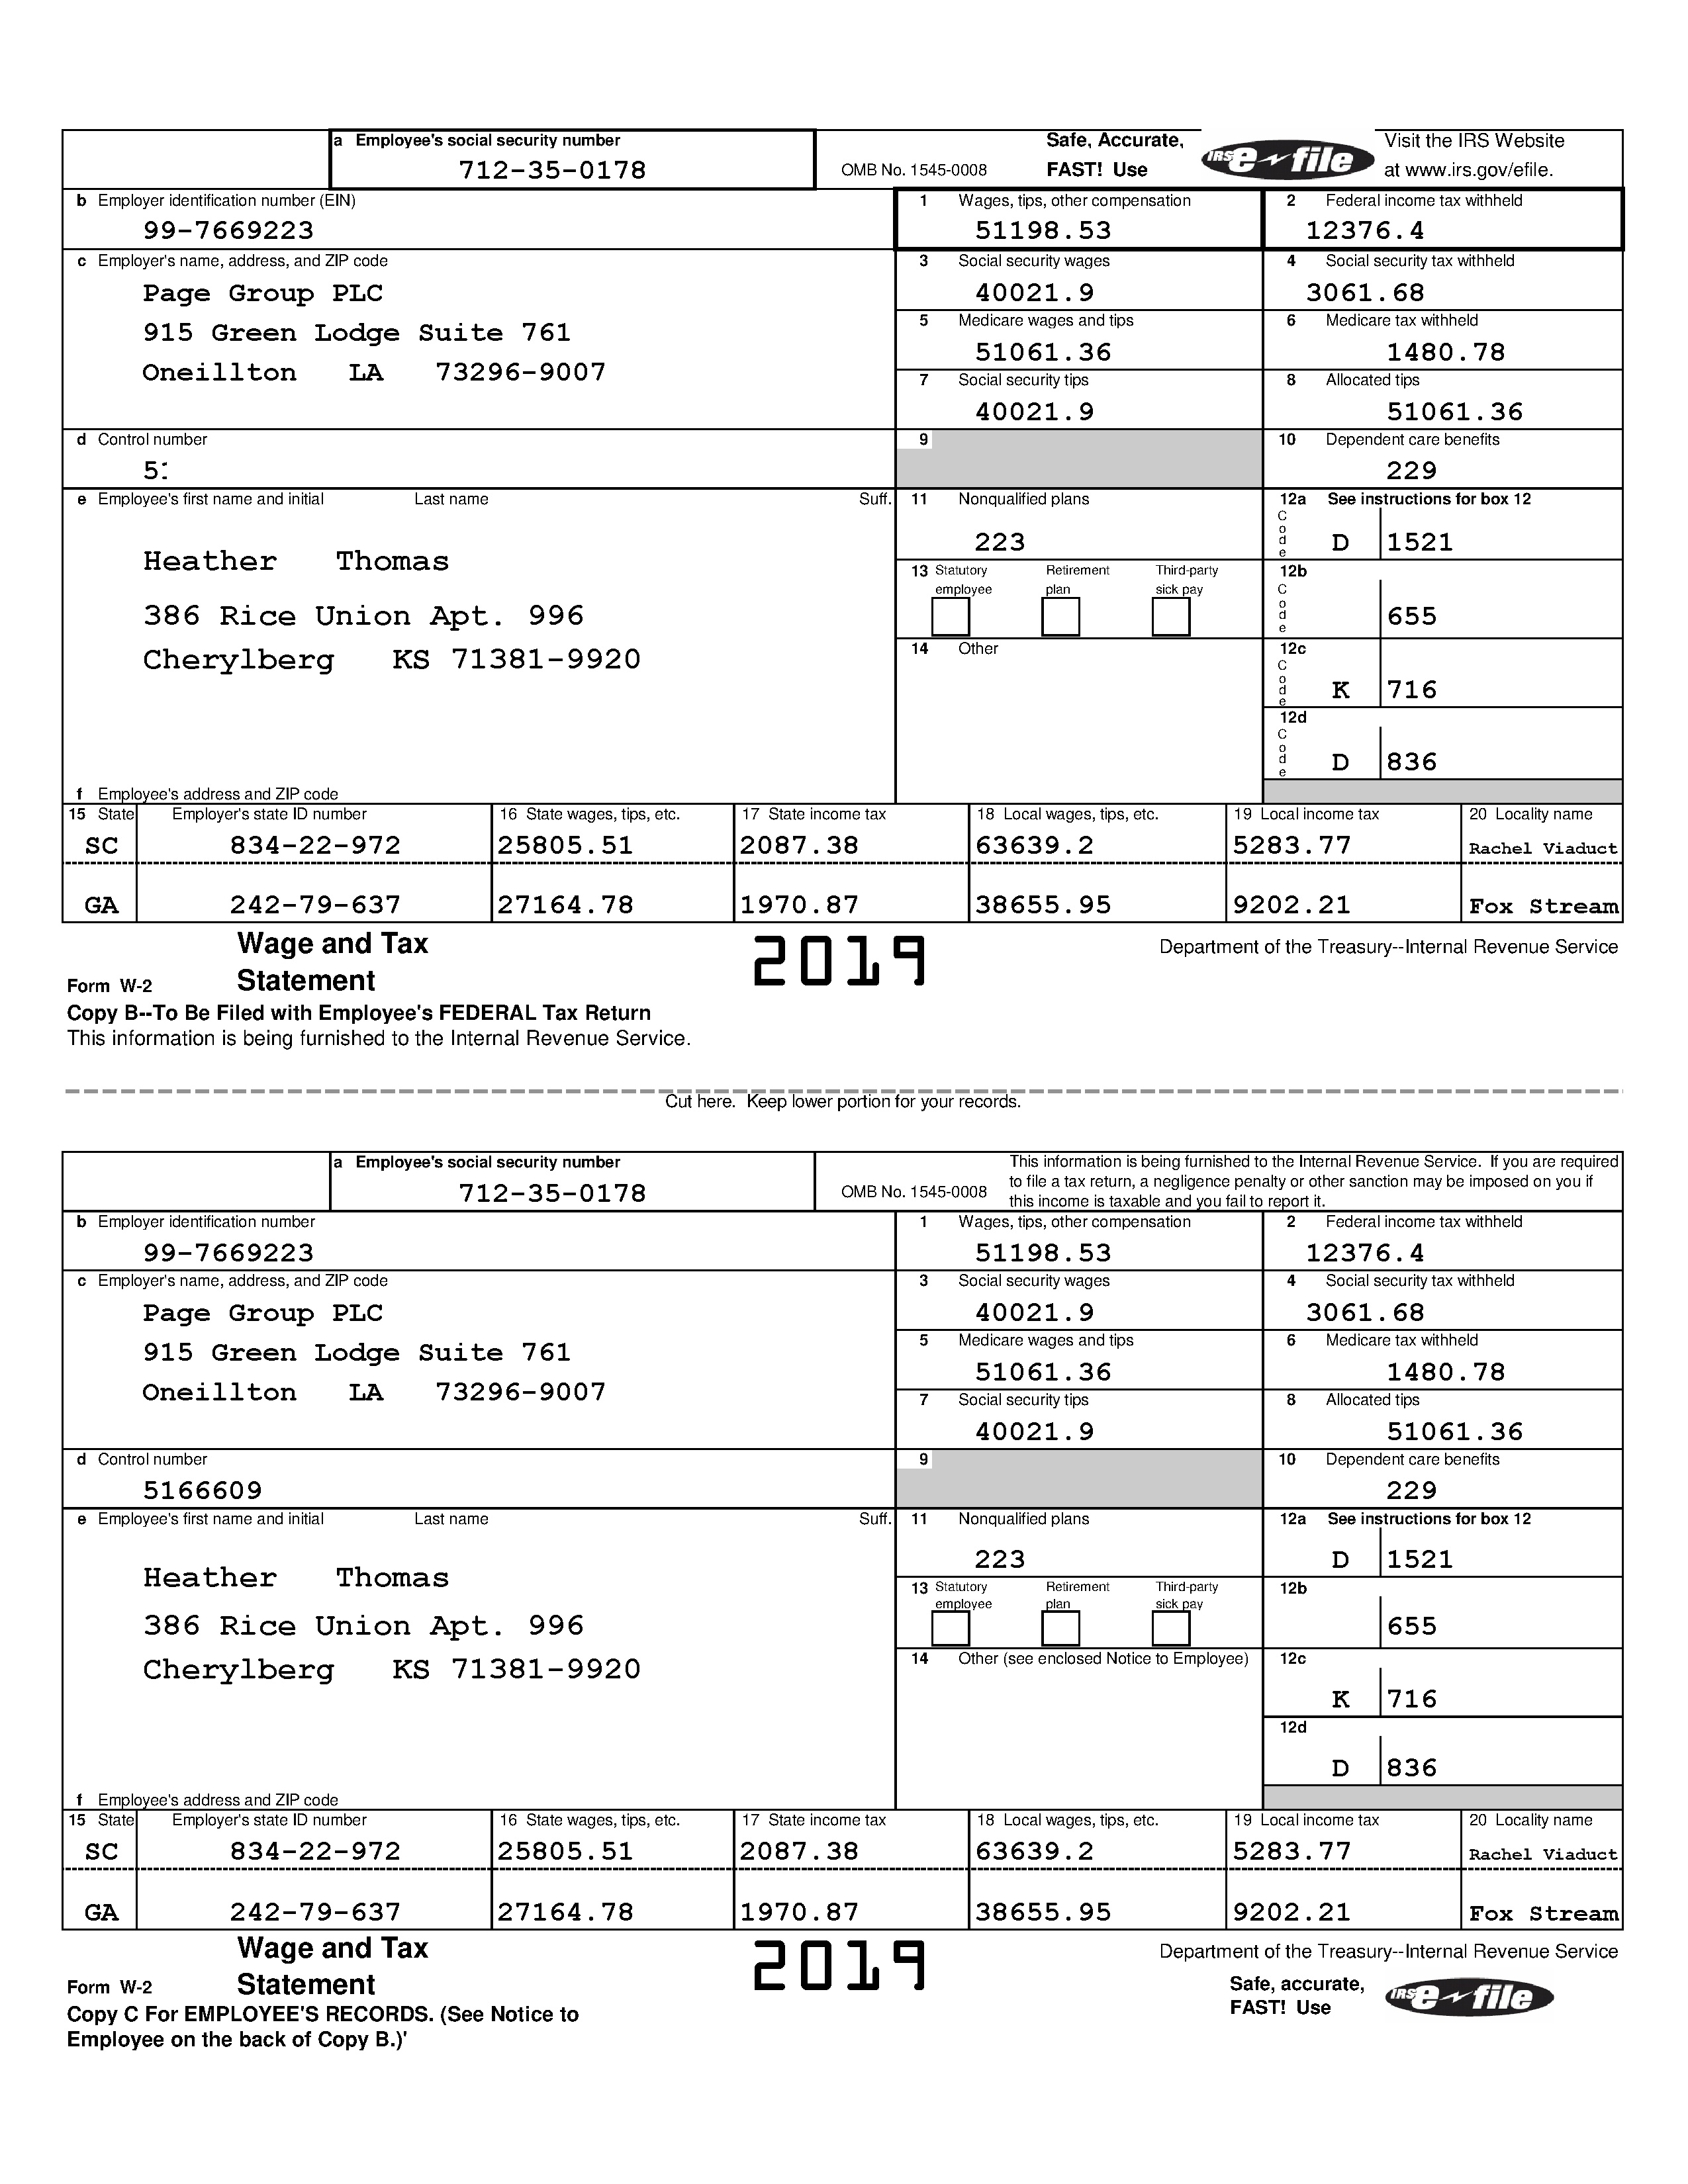 a Employee's social security number
712-35-0178
OMB No. 1545-0008
Safe, Accurate,
FAST! Use
IRS e-file
Visit the IRS Website
at www.irs.gov/efile.
b Employer identification number (EIN)
99-7669223
1 Wages, tips, other compensation
51198.53
2 Federal income tax withheld
12376.4
c Employer's name, address, and ZIP code
Page Group PLC
915 Green Lodge Suite 761
Oneillton LA 73296-9007
3 Social security wages
40021.9
4 Social security tax withheld
3061.68
5 Medicare wages and tips
51061.36
6 Medicare tax withheld
1480.78
7 Social security tips
40021.9
8 Allocated tips
51061.36
d Control number
5
9
10 Dependent care benefits
229
e Employee's first name and initial Last name Suff.
Heather Thomas
386 Rice Union Apt. 996
Cherylberg KS 71381-9920
f Employee's address and ZIP code
11 Nonqualified plans
223
12a See instructions for box 12
Code D 1521
13 Statutory employee Retirement plan Third-party sick pay
12b
Code 655
14 Other
12c
Code K 716
12d
Code D 836
15 State Employer's state ID number 16 State wages, tips, etc. 17 State income tax 18 Local wages, tips, etc. 19 Local income tax 20 Locality name
SC 834-22-972 25805.51 2087.38 63639.2 5283.77 Rachel Viaduct
GA 242-79-637 27164.78 1970.87 38655.95 9202.21 Fox Stream
Form W-2 Wage and Tax Statement
2019
Department of the Treasury--Internal Revenue Service
Copy B--To Be Filed with Employee's FEDERAL Tax Return
This information is being furnished to the Internal Revenue Service.
Cut here. Keep lower portion for your records.
a Employee's social security number
712-35-0178
OMB No. 1545-0008
This information is being furnished to the Internal Revenue Service. If you are required
to file a tax return, a negligence penalty or other sanction may be imposed on you if
this income is taxable and you fail to report it.
b Employer identification number
99-7669223
1 Wages, tips, other compensation
51198.53
2 Federal income tax withheld
12376.4
c Employer's name, address, and ZIP code
Page Group PLC
915 Green Lodge Suite 761
Oneillton LA 73296-9007
3 Social security wages
40021.9
4 Social security tax withheld
3061.68
5 Medicare wages and tips
51061.36
6 Medicare tax withheld
1480.78
7 Social security tips
40021.9
8 Allocated tips
51061.36
d Control number
5166609
9
10 Dependent care benefits
229
e Employee's first name and initial Last name Suff.
Heather Thomas
386 Rice Union Apt. 996
Cherylberg KS 71381-9920
f Employee's address and ZIP code
11 Nonqualified plans
223
12a See instructions for box 12
D 1521
13 Statutory employee Retirement plan Third-party sick pay
12b
655
14 Other (see enclosed Notice to Employee)
12c
K 716
12d
D 836
15 State Employer's state ID number 16 State wages, tips, etc. 17 State income tax 18 Local wages, tips, etc. 19 Local income tax 20 Locality name
SC 834-22-972 25805.51 2087.38 63639.2 5283.77 Rachel Viaduct
GA 242-79-637 27164.78 1970.87 38655.95 9202.21 Fox Stream
Form W-2 Wage and Tax Statement
2019
Department of the Treasury--Internal Revenue Service
Safe, accurate,
FAST! Use
IRS e-file
Copy C For EMPLOYEE'S RECORDS. (See Notice to
Employee on the back of Copy B.)'